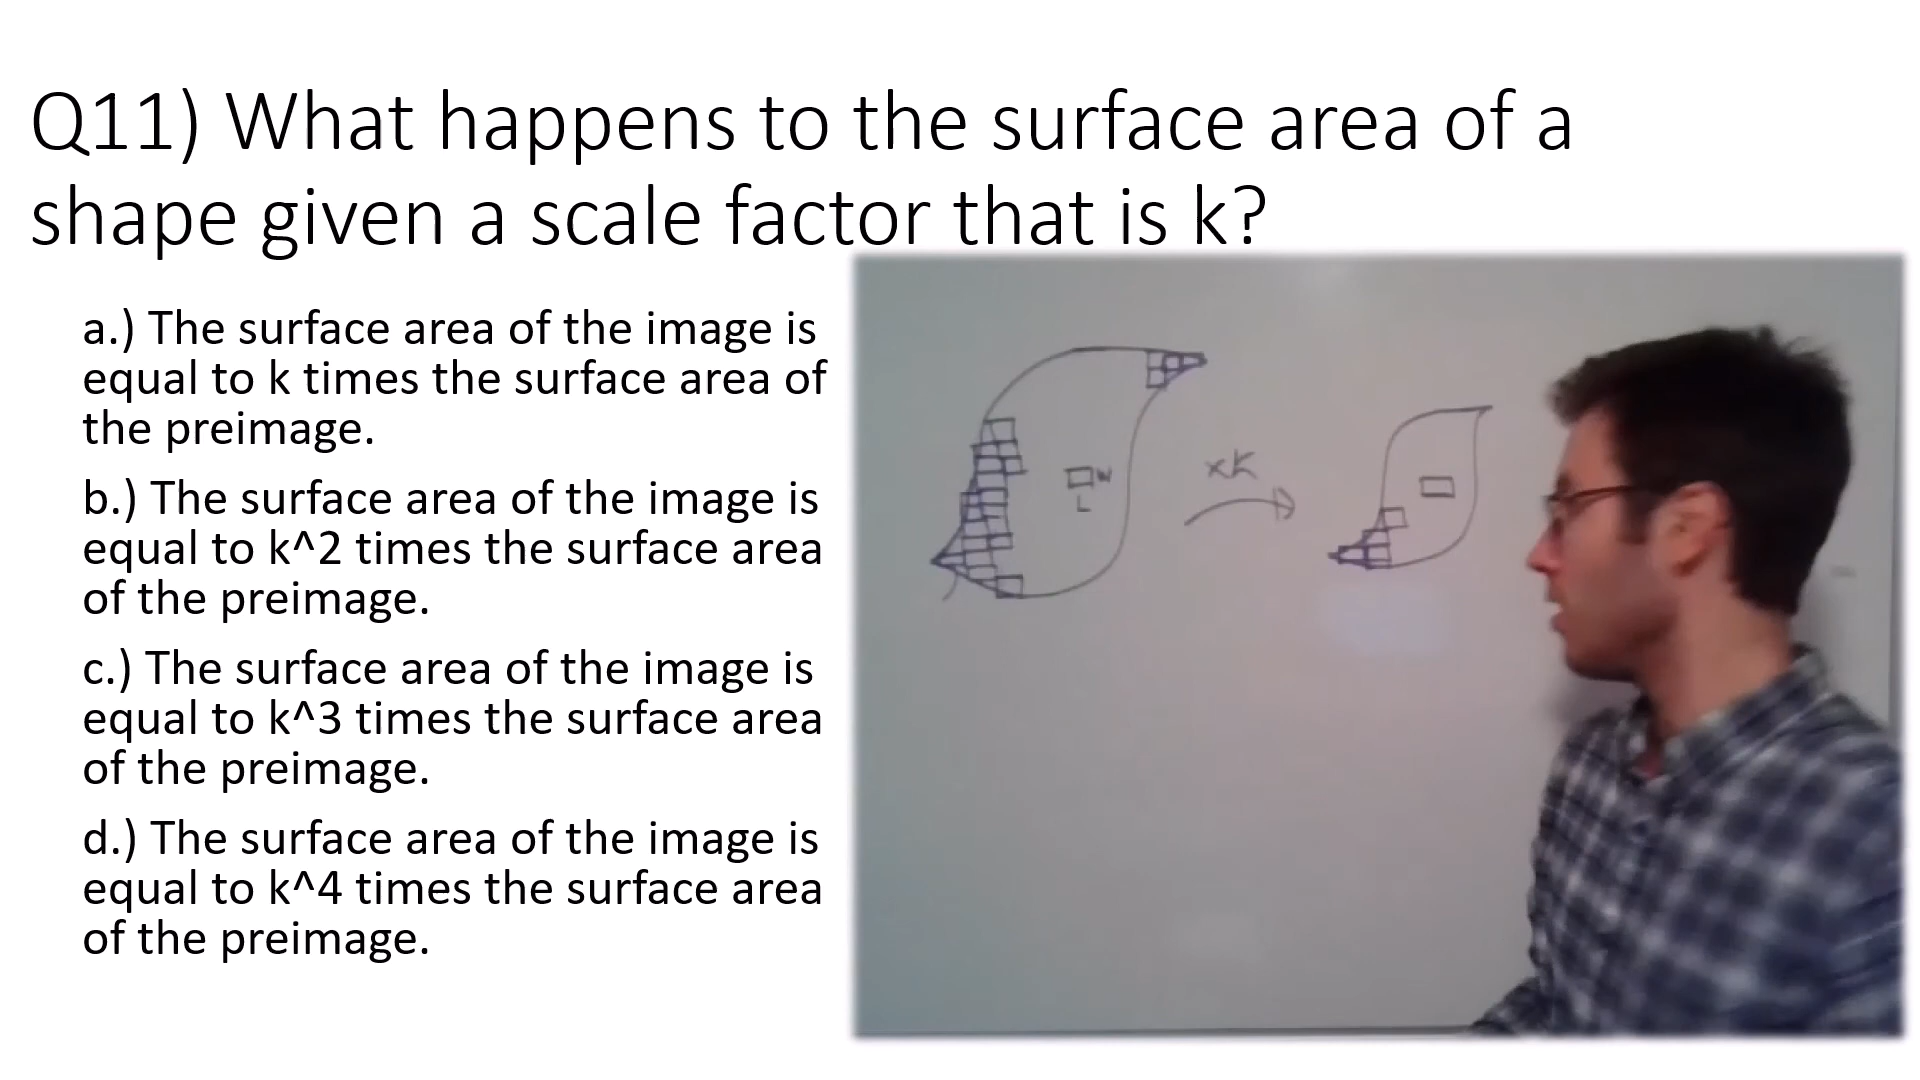 Q11) What happens to the surface area of a
shape given a scale factor that is k?
a.) The surface area of the image is
equal to k times the surface area of
the preimage.
b.) The surface area of the image is
equal to k^2 times the surface area
of the preimage.
c.) The surface area of the image is
equal to k^3 times the surface area
of the preimage.
d.) The surface area of the image is
equal to k^4 times the surface area
of the preimage.
xK
W
L